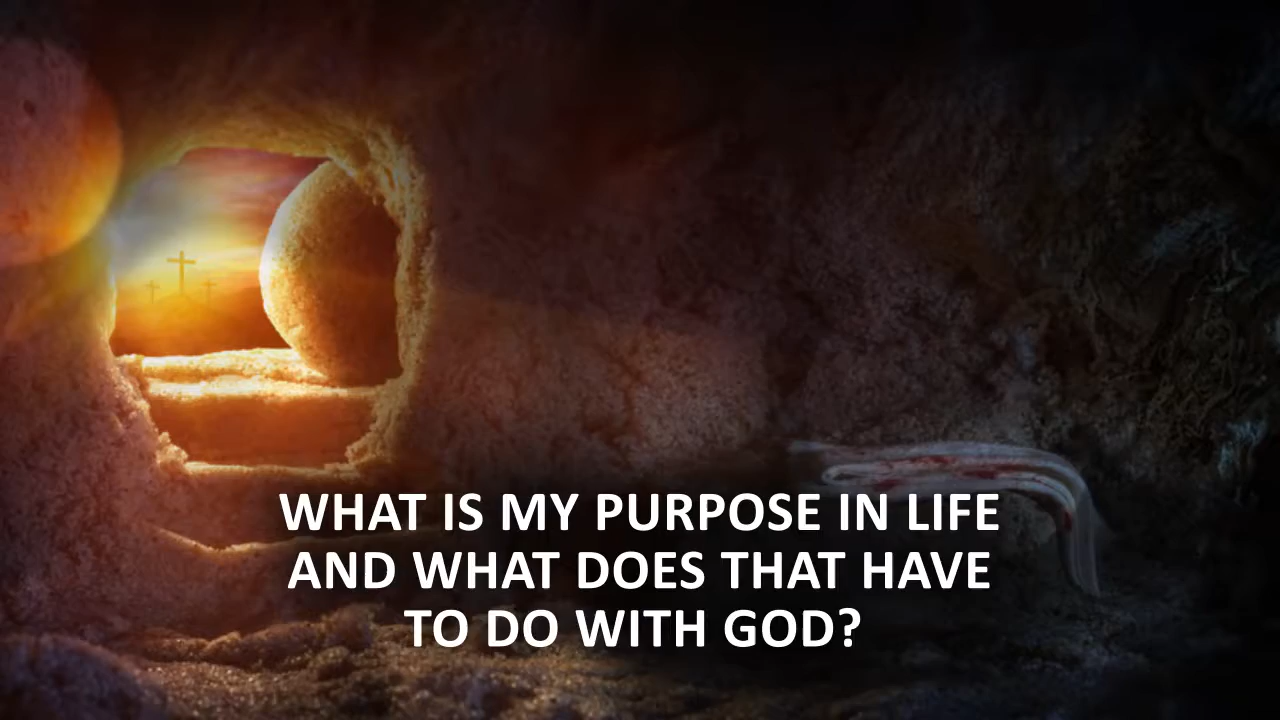 WHAT IS MY PURPOSE IN LIFE
AND WHAT DOES THAT HAVE
TO DO WITH GOD?